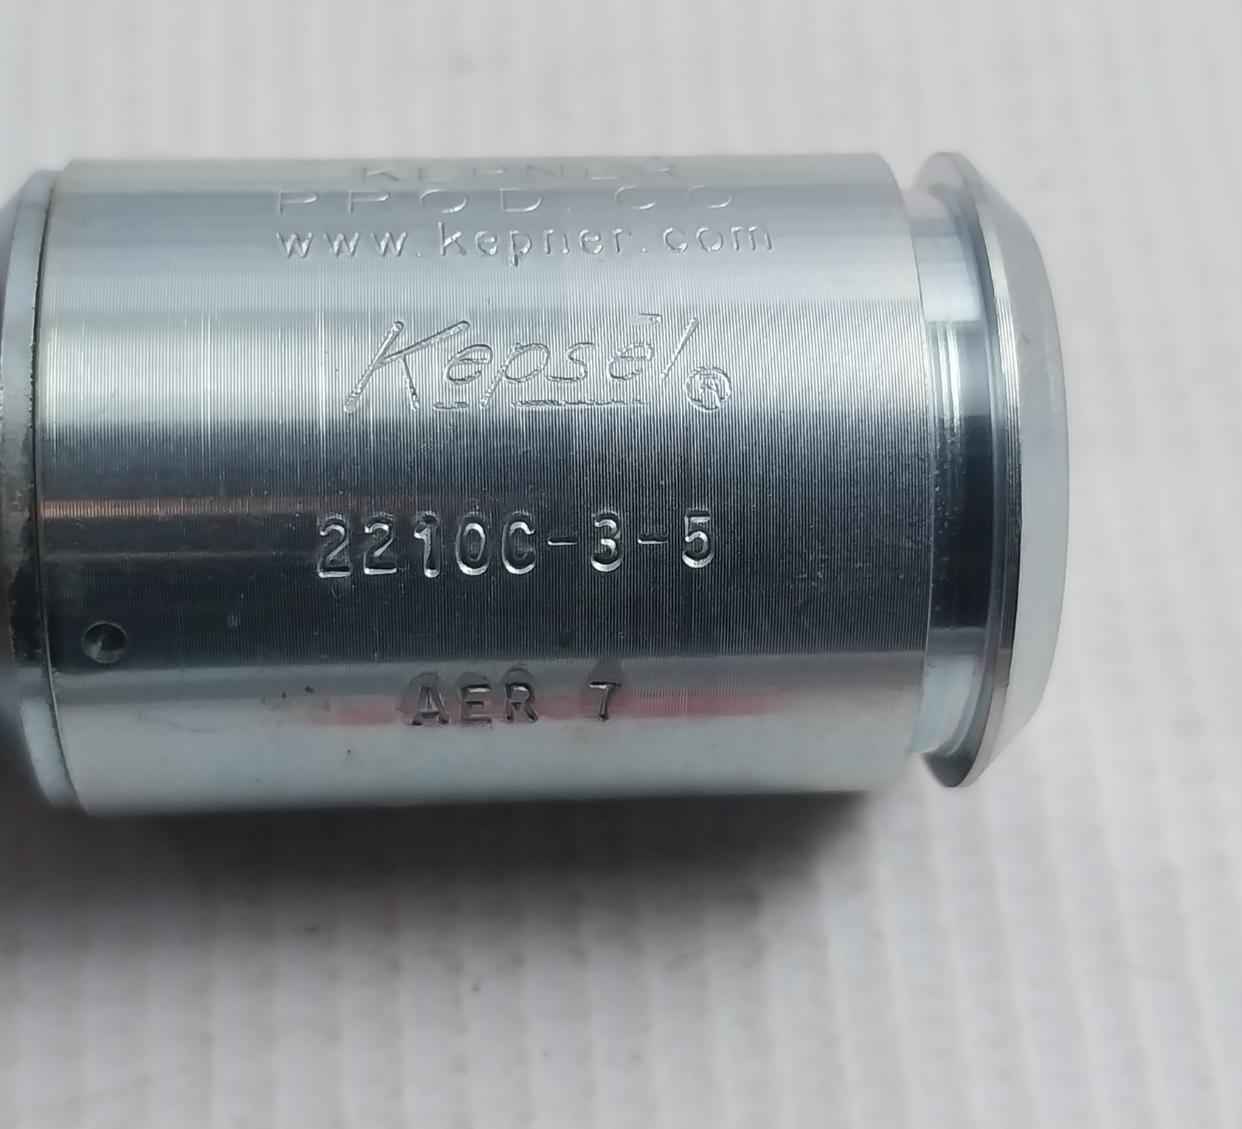 KEPNER
PROD. CO
www.kepner.com
Kepsel®
2210C-3-5
AER 7